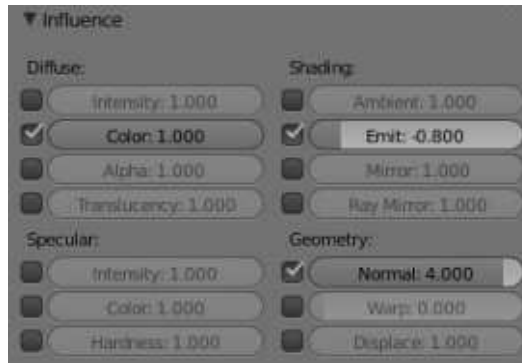 Influence
Diffuse: Shading:
Intensity: 1.000 Ambient: 1.000
Color: 1.000 Emit: -0.800
Alpha: 1.000 Mirror: 1.000
Translucency: 1.000 Ray Mirror: 1.000
Specular: Geometry:
Intensity: 1.000 Normal: 4.000
Color: 1.000 Warp: 0.000
Hardness: 1.000 Displace: 1.000